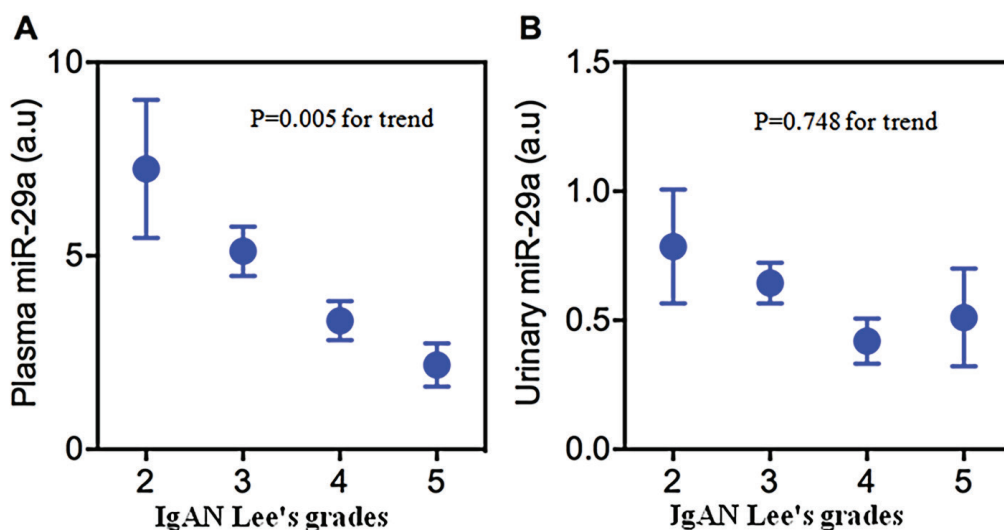 A
Plasma miR-29a (a.u)
10
5
0
P=0.005 for trend
2 3 4 5
IgAN Lee's grades
B
Urinary miR-29a (a.u)
1.5
1.0
0.5
0.0
P=0.748 for trend
2 3 4 5
JgAN Lee's grades